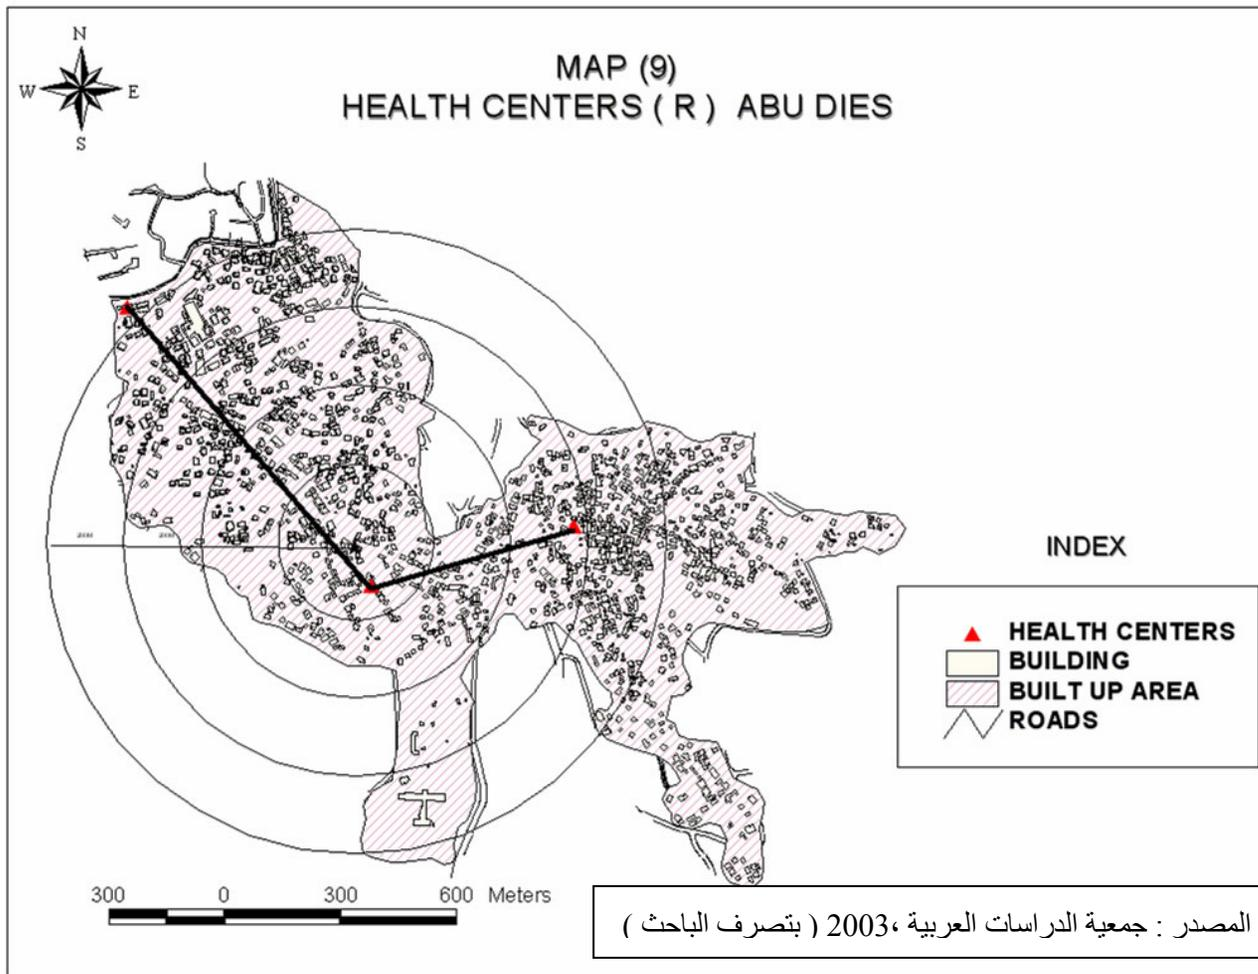 N
W E
S
MAP (9)
HEALTH CENTERS ( R ) ABU DIES
INDEX
HEALTH CENTERS
BUILDING
BUILT UP AREA
ROADS
300 0 300 600 Meters
المصدر : جمعية الدراسات العربية ،2003 ( بتصرف الباحث )